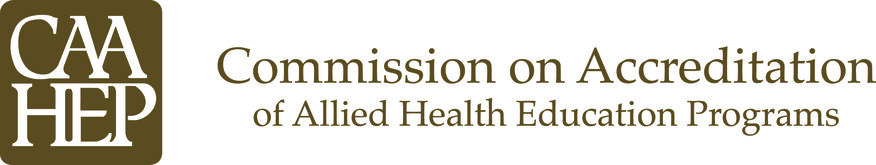 CAA
HEP
Commission on Accreditation
of Allied Health Education Programs